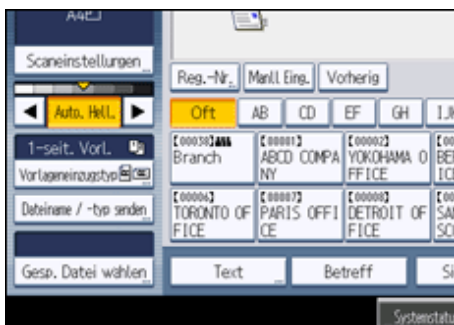 A4
Scaneinstellungen
Reg.-Nr. Manll Eing. Vorherig
Auto. Hell.
Oft AB CD EF GH
1-seit. Vorl.
Vorlageneinzugstyp
[00038] [00001] [00002]
Branch ABCD COMPA YOKOHAMA O
NY FFICE
[00006] [00007] [00008]
TORONTO OF PARIS OFFI DETROIT OF
FICE CE FICE
Dateiname / -typ senden
Gesp. Datei wählen Text Betreff
Systemstatu